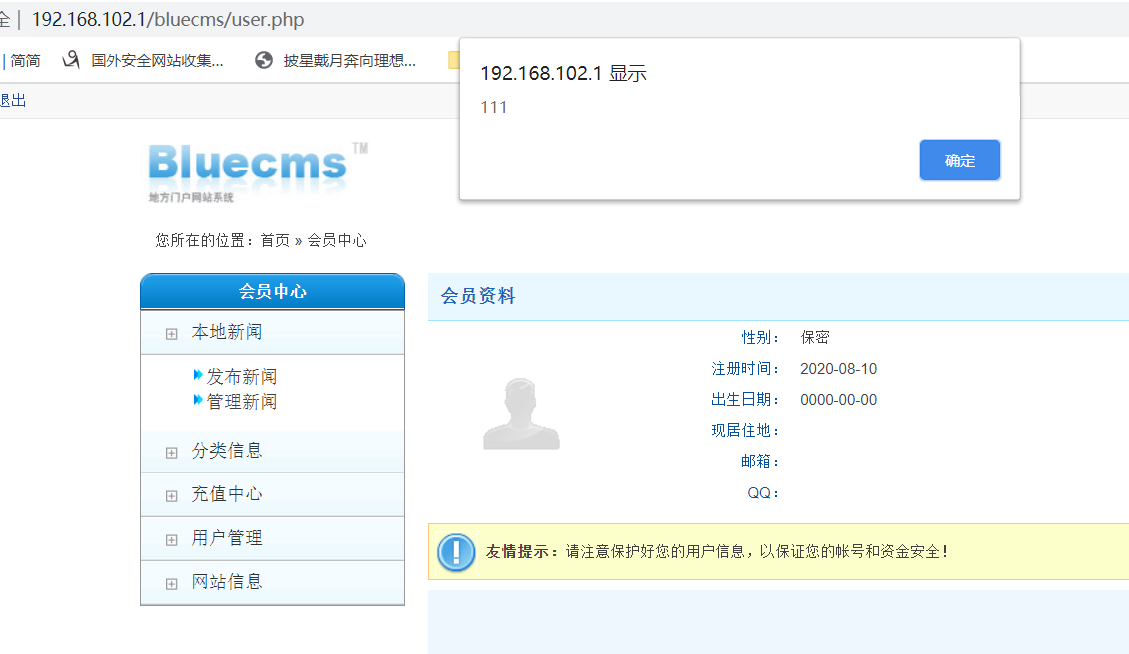 全 | 192.168.102.1/bluecms/user.php
| 简简 国外安全网站收集... 披星戴月奔向理想...
192.168.102.1 显示
111
确定
退出
Bluecms TM
地方门户网站系统
您所在的位置：首页 » 会员中心
会员中心
本地新闻
发布新闻
管理新闻
分类信息
充值中心
用户管理
网站信息
会员资料
性别： 保密
注册时间： 2020-08-10
出生日期： 0000-00-00
现居住地：
邮箱：
QQ：
友情提示：请注意保护好您的用户信息，以保证您的帐号和资金安全！